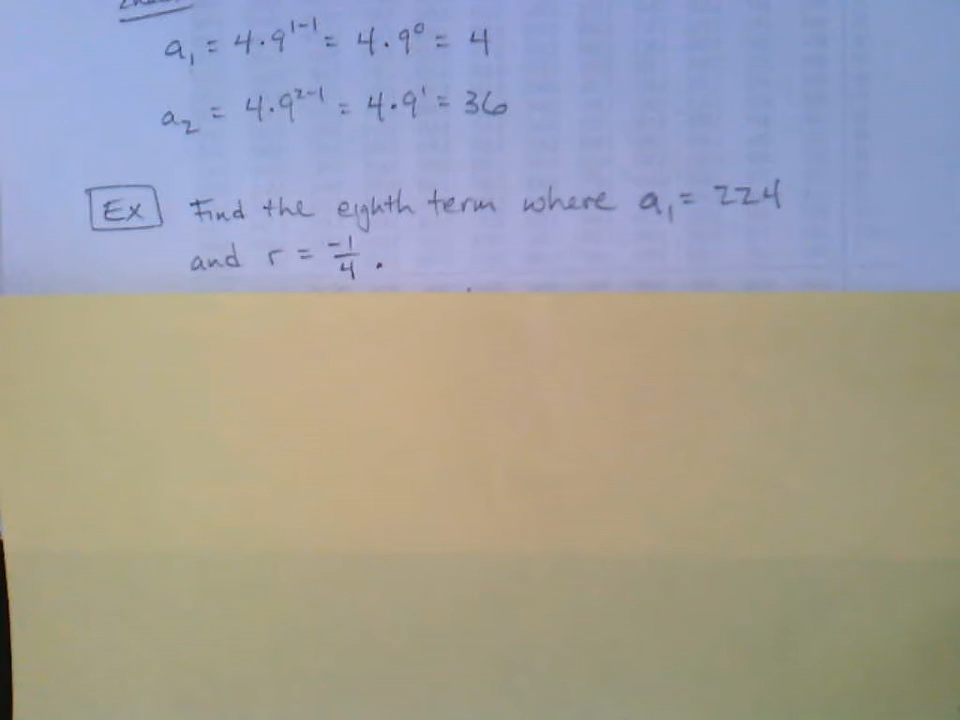 a₁ = 4·9¹⁻¹ = 4·9⁰ = 4
a₂ = 4·9²⁻¹ = 4·9¹ = 36
Ex Find the eighth term where a₁ = 224
and r = -1/4 .